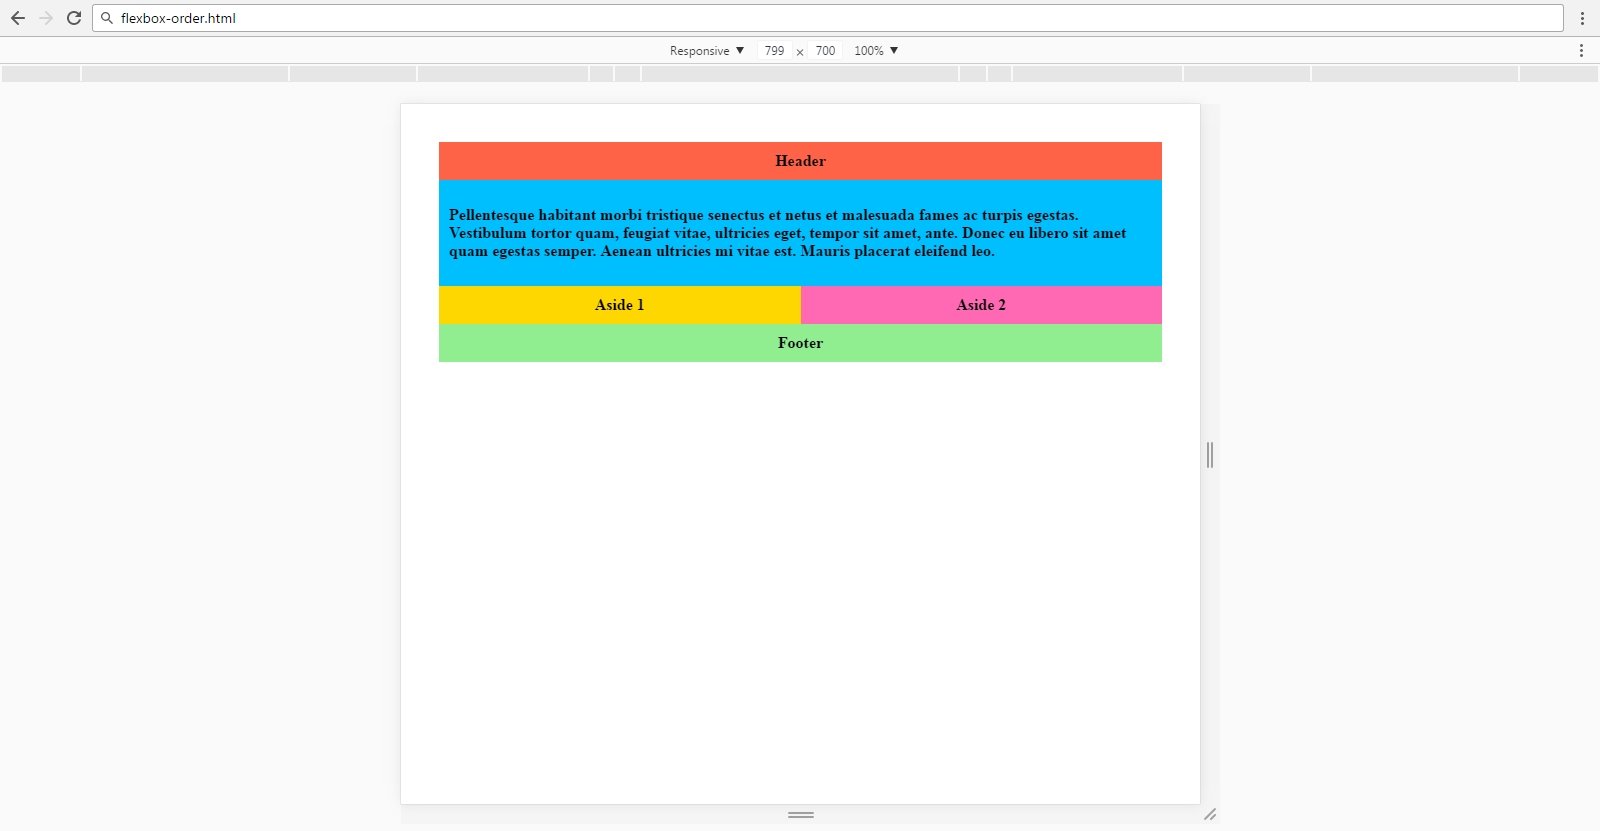 flexbox-order.html
Responsive ▼ 799 × 700 100% ▼
Header
Pellentesque habitant morbi tristique senectus et netus et malesuada fames ac turpis egestas.
Vestibulum tortor quam, feugiat vitae, ultricies eget, tempor sit amet, ante. Donec eu libero sit amet
quam egestas semper. Aenean ultricies mi vitae est. Mauris placerat eleifend leo.
Aside 1 Aside 2
Footer